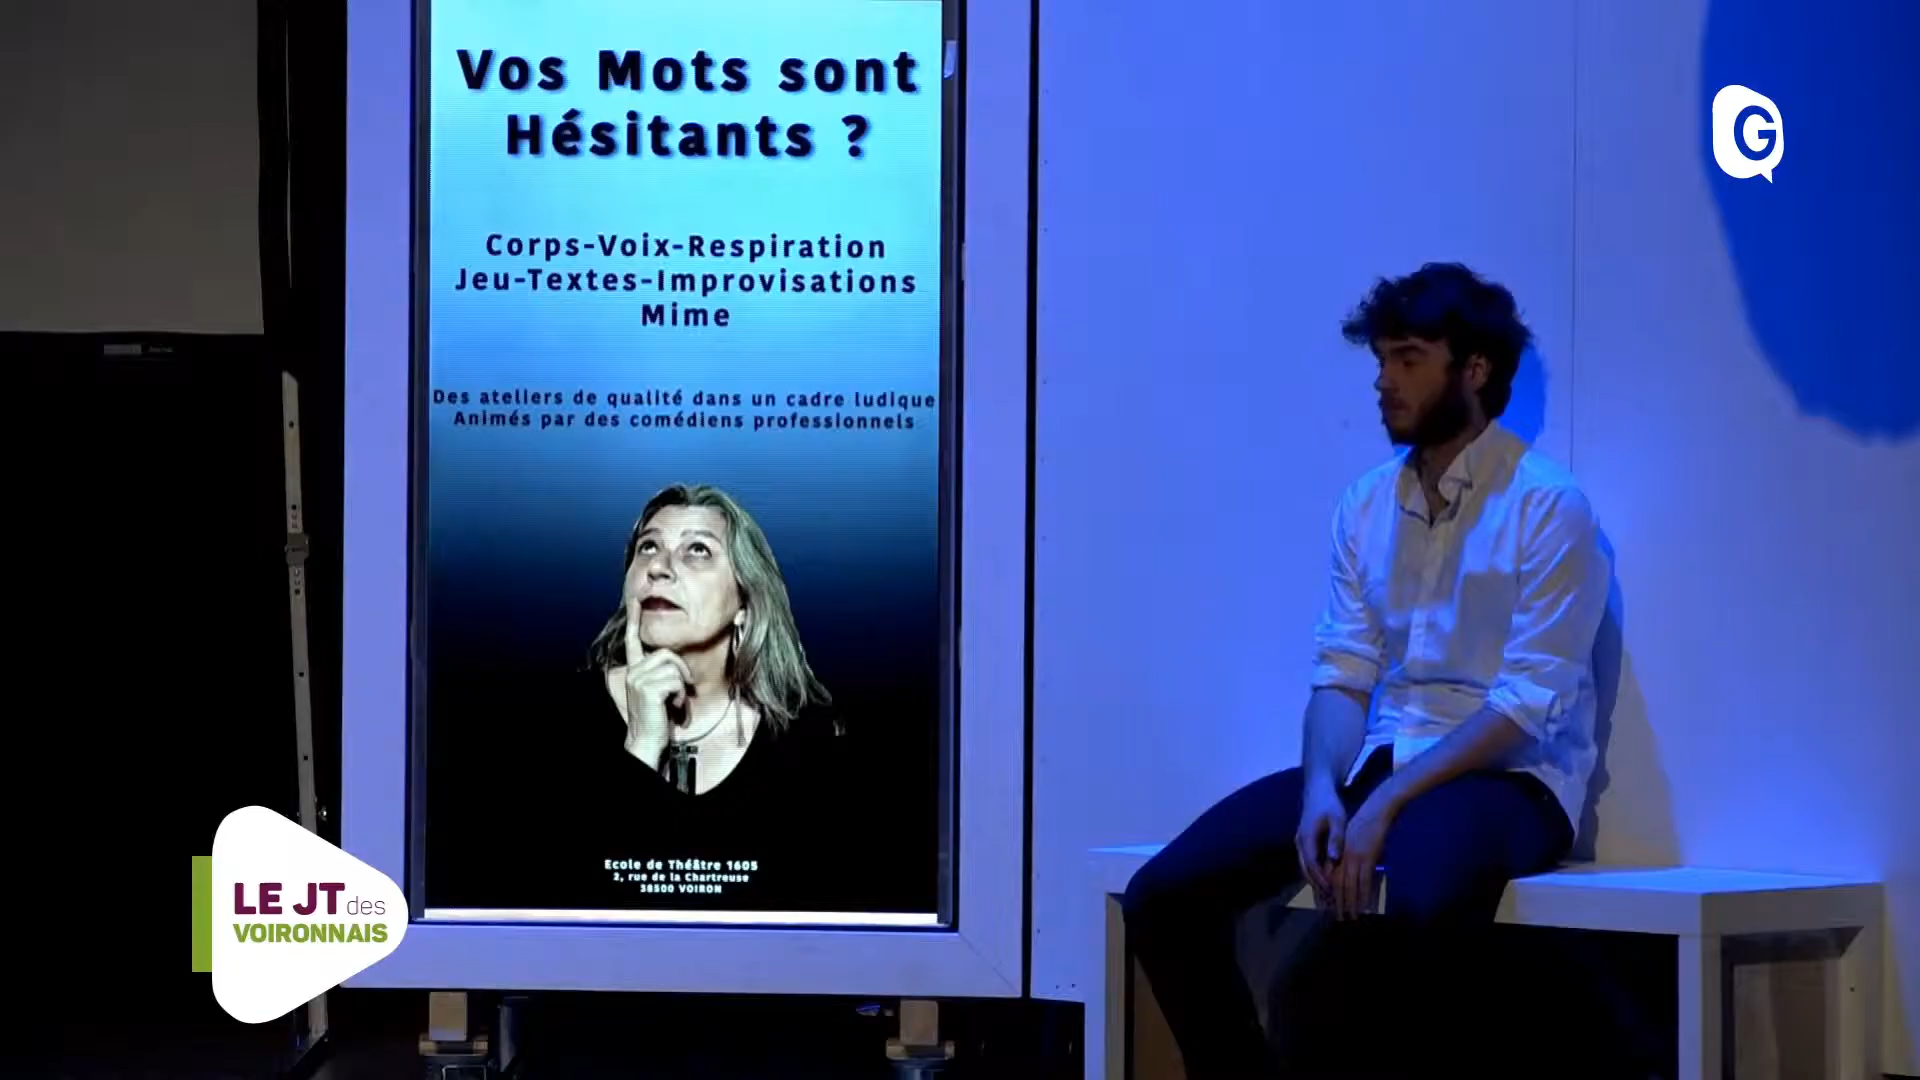 Vos Mots sont
Hésitants ?
Corps-Voix-Respiration
Jeu-Textes-Improvisations
Mime
Des ateliers de qualité dans un cadre ludique
Animés par des comédiens professionnels
Ecole de Théâtre 1605
2, rue de la Chartreuse
38500 VOIRON
G
LE JT des
VOIRONNAIS